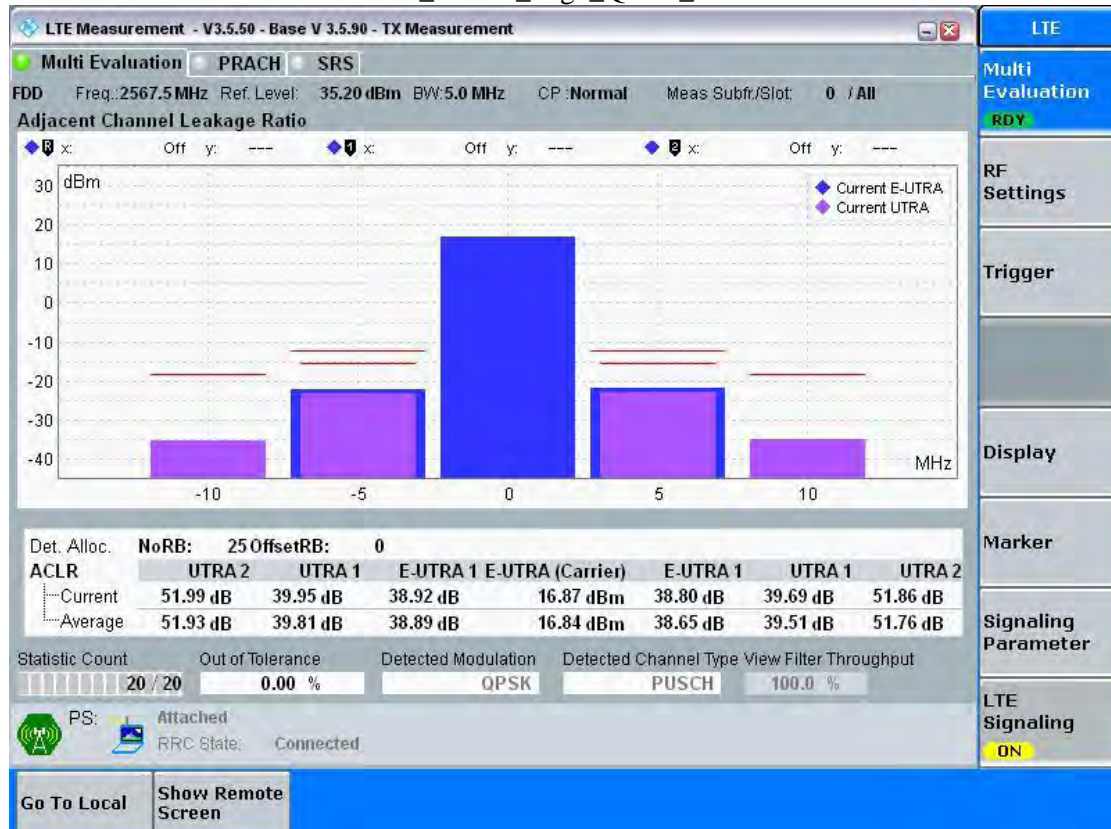 LTE Measurement - V3.5.50 - Base V 3.5.90 - TX Measurement
LTE
Multi Evaluation PRACH SRS
Multi Evaluation
RDY
FDD Freq.:2567.5 MHz Ref. Level: 35.20 dBm BW:5.0 MHz CP :Normal Meas Subfr./Slot: 0 / All
Adjacent Channel Leakage Ratio
R x: Off y: --- 1 x: Off y: --- 2 x: Off y: ---
30 dBm
Current E-UTRA
Current UTRA
20
10
0
-10
-20
-30
-40
MHz
-10 -5 0 5 10
RF Settings
Trigger
Display
Marker
Signaling Parameter
LTE Signaling
ON
Det. Alloc. NoRB: 25 OffsetRB: 0
ACLR UTRA 2 UTRA 1 E-UTRA 1 E-UTRA (Carrier) E-UTRA 1 UTRA 1 UTRA 2
Current 51.99 dB 39.95 dB 38.92 dB 16.87 dBm 38.80 dB 39.69 dB 51.86 dB
Average 51.93 dB 39.81 dB 38.89 dB 16.84 dBm 38.65 dB 39.51 dB 51.76 dB
Statistic Count Out of Tolerance Detected Modulation Detected Channel Type View Filter Throughput
20 / 20 0.00 % QPSK PUSCH 100.0 %
PS: Attached
RRC State: Connected
Go To Local
Show Remote Screen